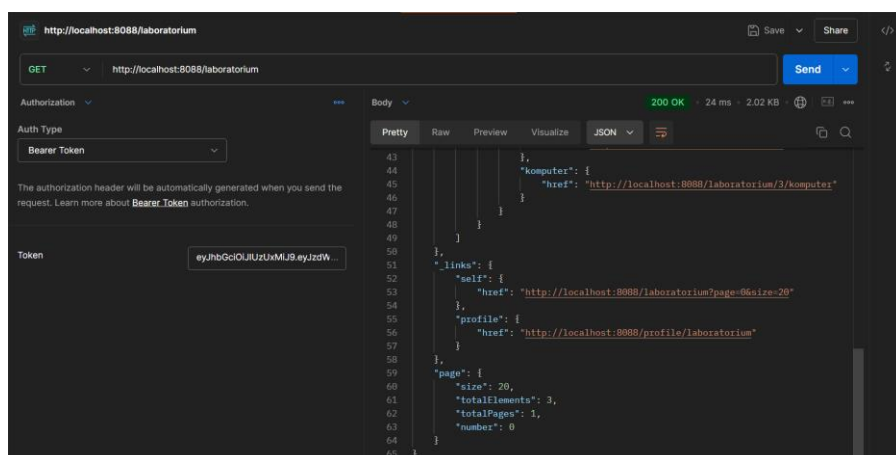 http://localhost:8088/laboratorium
Save
Share
GET
http://localhost:8088/laboratorium
Send
Authorization
Body
200 OK
24 ms
2.02 KB
Auth Type
Bearer Token
The authorization header will be automatically generated when you send the
request. Learn more about Bearer Token authorization.
Token
eyJhbGciOiJIUzUxMiJ9.eyJzdW...
Pretty
Raw
Preview
Visualize
JSON
43 },
44 "komputer": {
45 "href": "http://localhost:8088/laboratorium/3/komputer"
46 }
47 }
48 }
49 ]
50 },
51 "_links": {
52 "self": {
53 "href": "http://localhost:8088/laboratorium?page=0&size=20"
54 },
55 "profile": {
56 "href": "http://localhost:8088/profile/laboratorium"
57 }
58 },
59 "page": {
60 "size": 20,
61 "totalElements": 3,
62 "totalPages": 1,
63 "number": 0
64 }
65 }